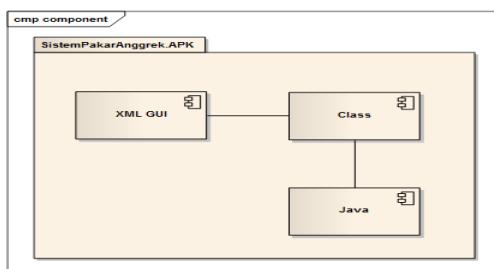 cmp component
SistemPakarAnggrek.APK
XML GUI
Class
Java